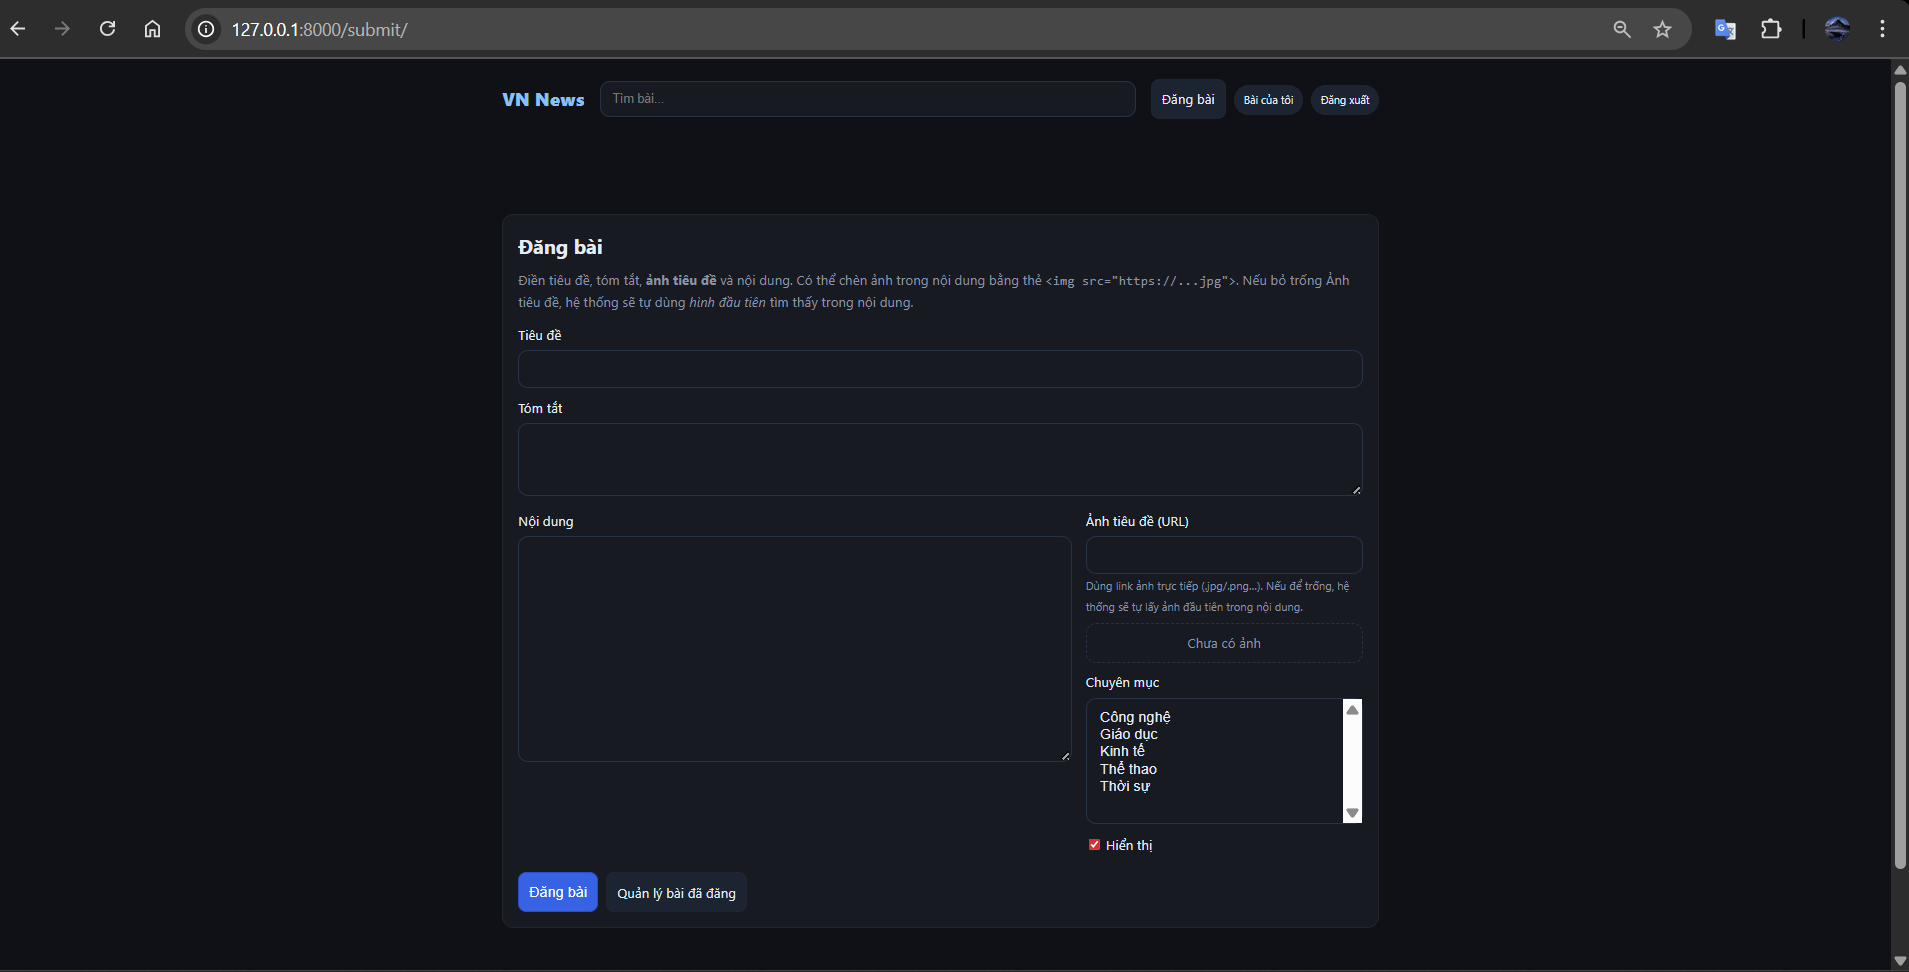 127.0.0.1:8000/submit/
VN News
Tìm bài...
Đăng bài
Bài của tôi
Đăng xuất
Đăng bài
Điền tiêu đề, tóm tắt, ảnh tiêu đề và nội dung. Có thể chèn ảnh trong nội dung bằng thẻ <img src="https://...jpg">. Nếu bỏ trống Ảnh
tiêu đề, hệ thống sẽ tự dùng hình đầu tiên tìm thấy trong nội dung.
Tiêu đề
Tóm tắt
Nội dung
Ảnh tiêu đề (URL)
Dùng link ảnh trực tiếp (.jpg/.png...). Nếu để trống, hệ
thống sẽ tự lấy ảnh đầu tiên trong nội dung.
Chưa có ảnh
Chuyên mục
Công nghệ
Giáo dục
Kinh tế
Thể thao
Thời sự
Hiển thị
Đăng bài
Quản lý bài đã đăng